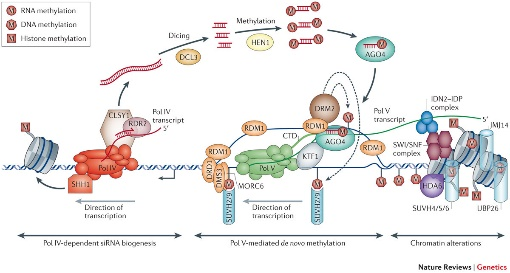 RNA methylation
DNA methylation
Histone methylation
Dicing
DCL3
Methylation
HEN1
M
AGO4
CLSY1
RDR2
Pol IV
transcript
5′
Pol IV
SHH1
Direction of
transcription
RDM1
DRD1
DMS3
RDM1
MORC6
SUVH2/9
Direction of
transcription
Pol V
CTD
KTF1
AGO4
RDM1
DRM2
SUVH2/9
RDM1
Pol V
transcript
5′
IDN2–IDP
complex
SWI/SNF
complex
HDA6
JMJ14
SUVH4/5/6
UBP26
Pol IV-dependent siRNA biogenesis
Pol V-mediated de novo methylation
Chromatin alterations
Nature Reviews | Genetics